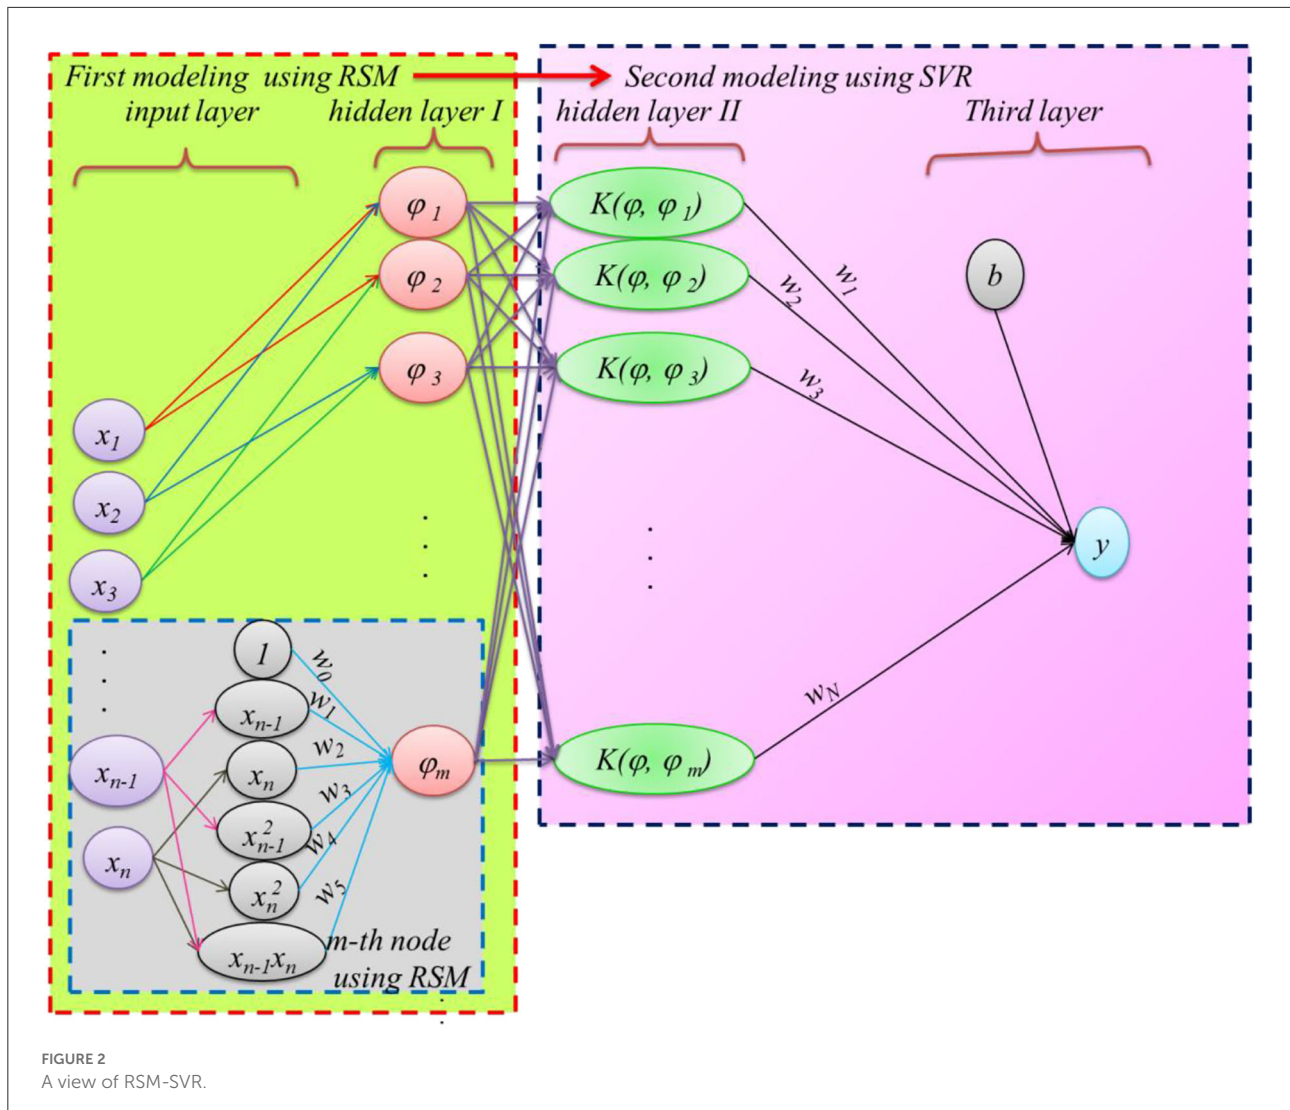 First modeling using RSM
Second modeling using SVR
input layer
hidden layer I
hidden layer II
Third layer
φ 1
K(φ, φ 1)
φ 2
K(φ, φ 2)
φ 3
K(φ, φ 3)
w1
w2
w3
b
x1
x2
x3
y
. . .
. . .
. . .
1
w0
xn-1
w1
xn
w2
xn-1
φm
K(φ, φ m)
wN
x²n-1
w3
xn
xn²
w4
xn-1xn
w5
m-th node
using RSM
FIGURE 2
A view of RSM-SVR.